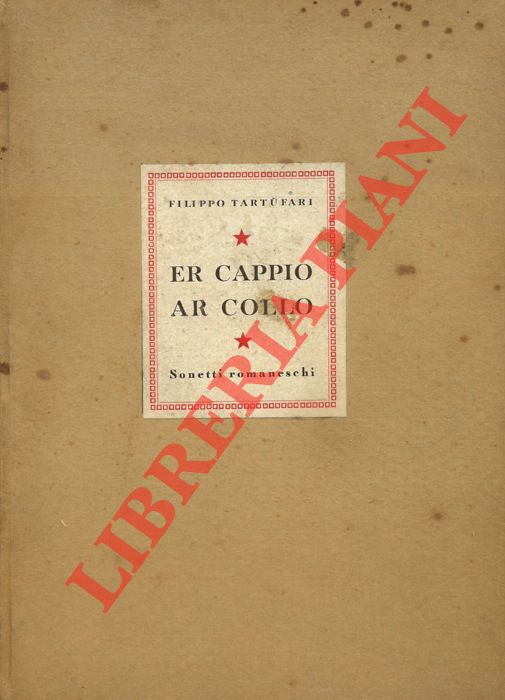 FILIPPO TARTÙFARI
ER CAPPIO
AR COLLO
Sonetti romaneschi
LIBRERIA PIANI